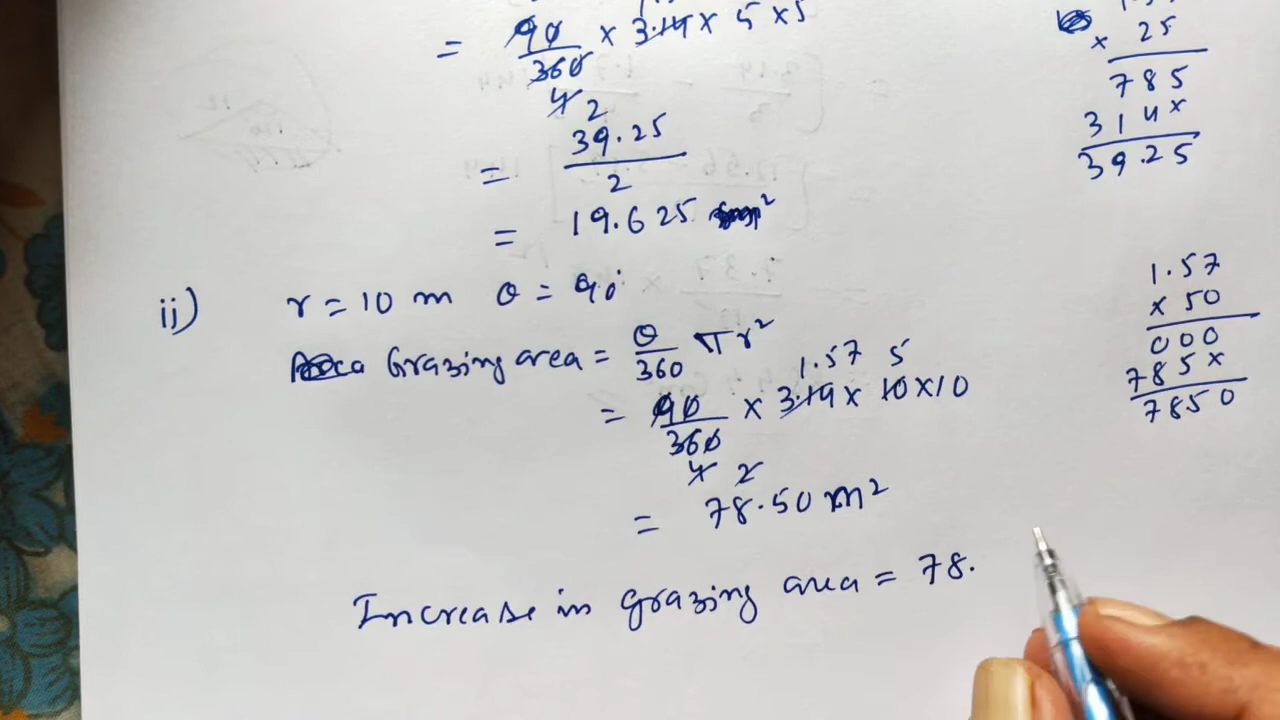 = 90/360 × 3.14 × 5 × 5
4 2
= 39.25/2
= 19.625
ii) r = 10 m θ = 90°
Grazing area = θ/360 πr²
1.57 5
= 90/360 × 3.14 × 10 × 10
4 2
= 78.50 m²
Increase in grazing area = 78.
× 25
785
314×
39.25
1.57
× 50
000
785×
7850